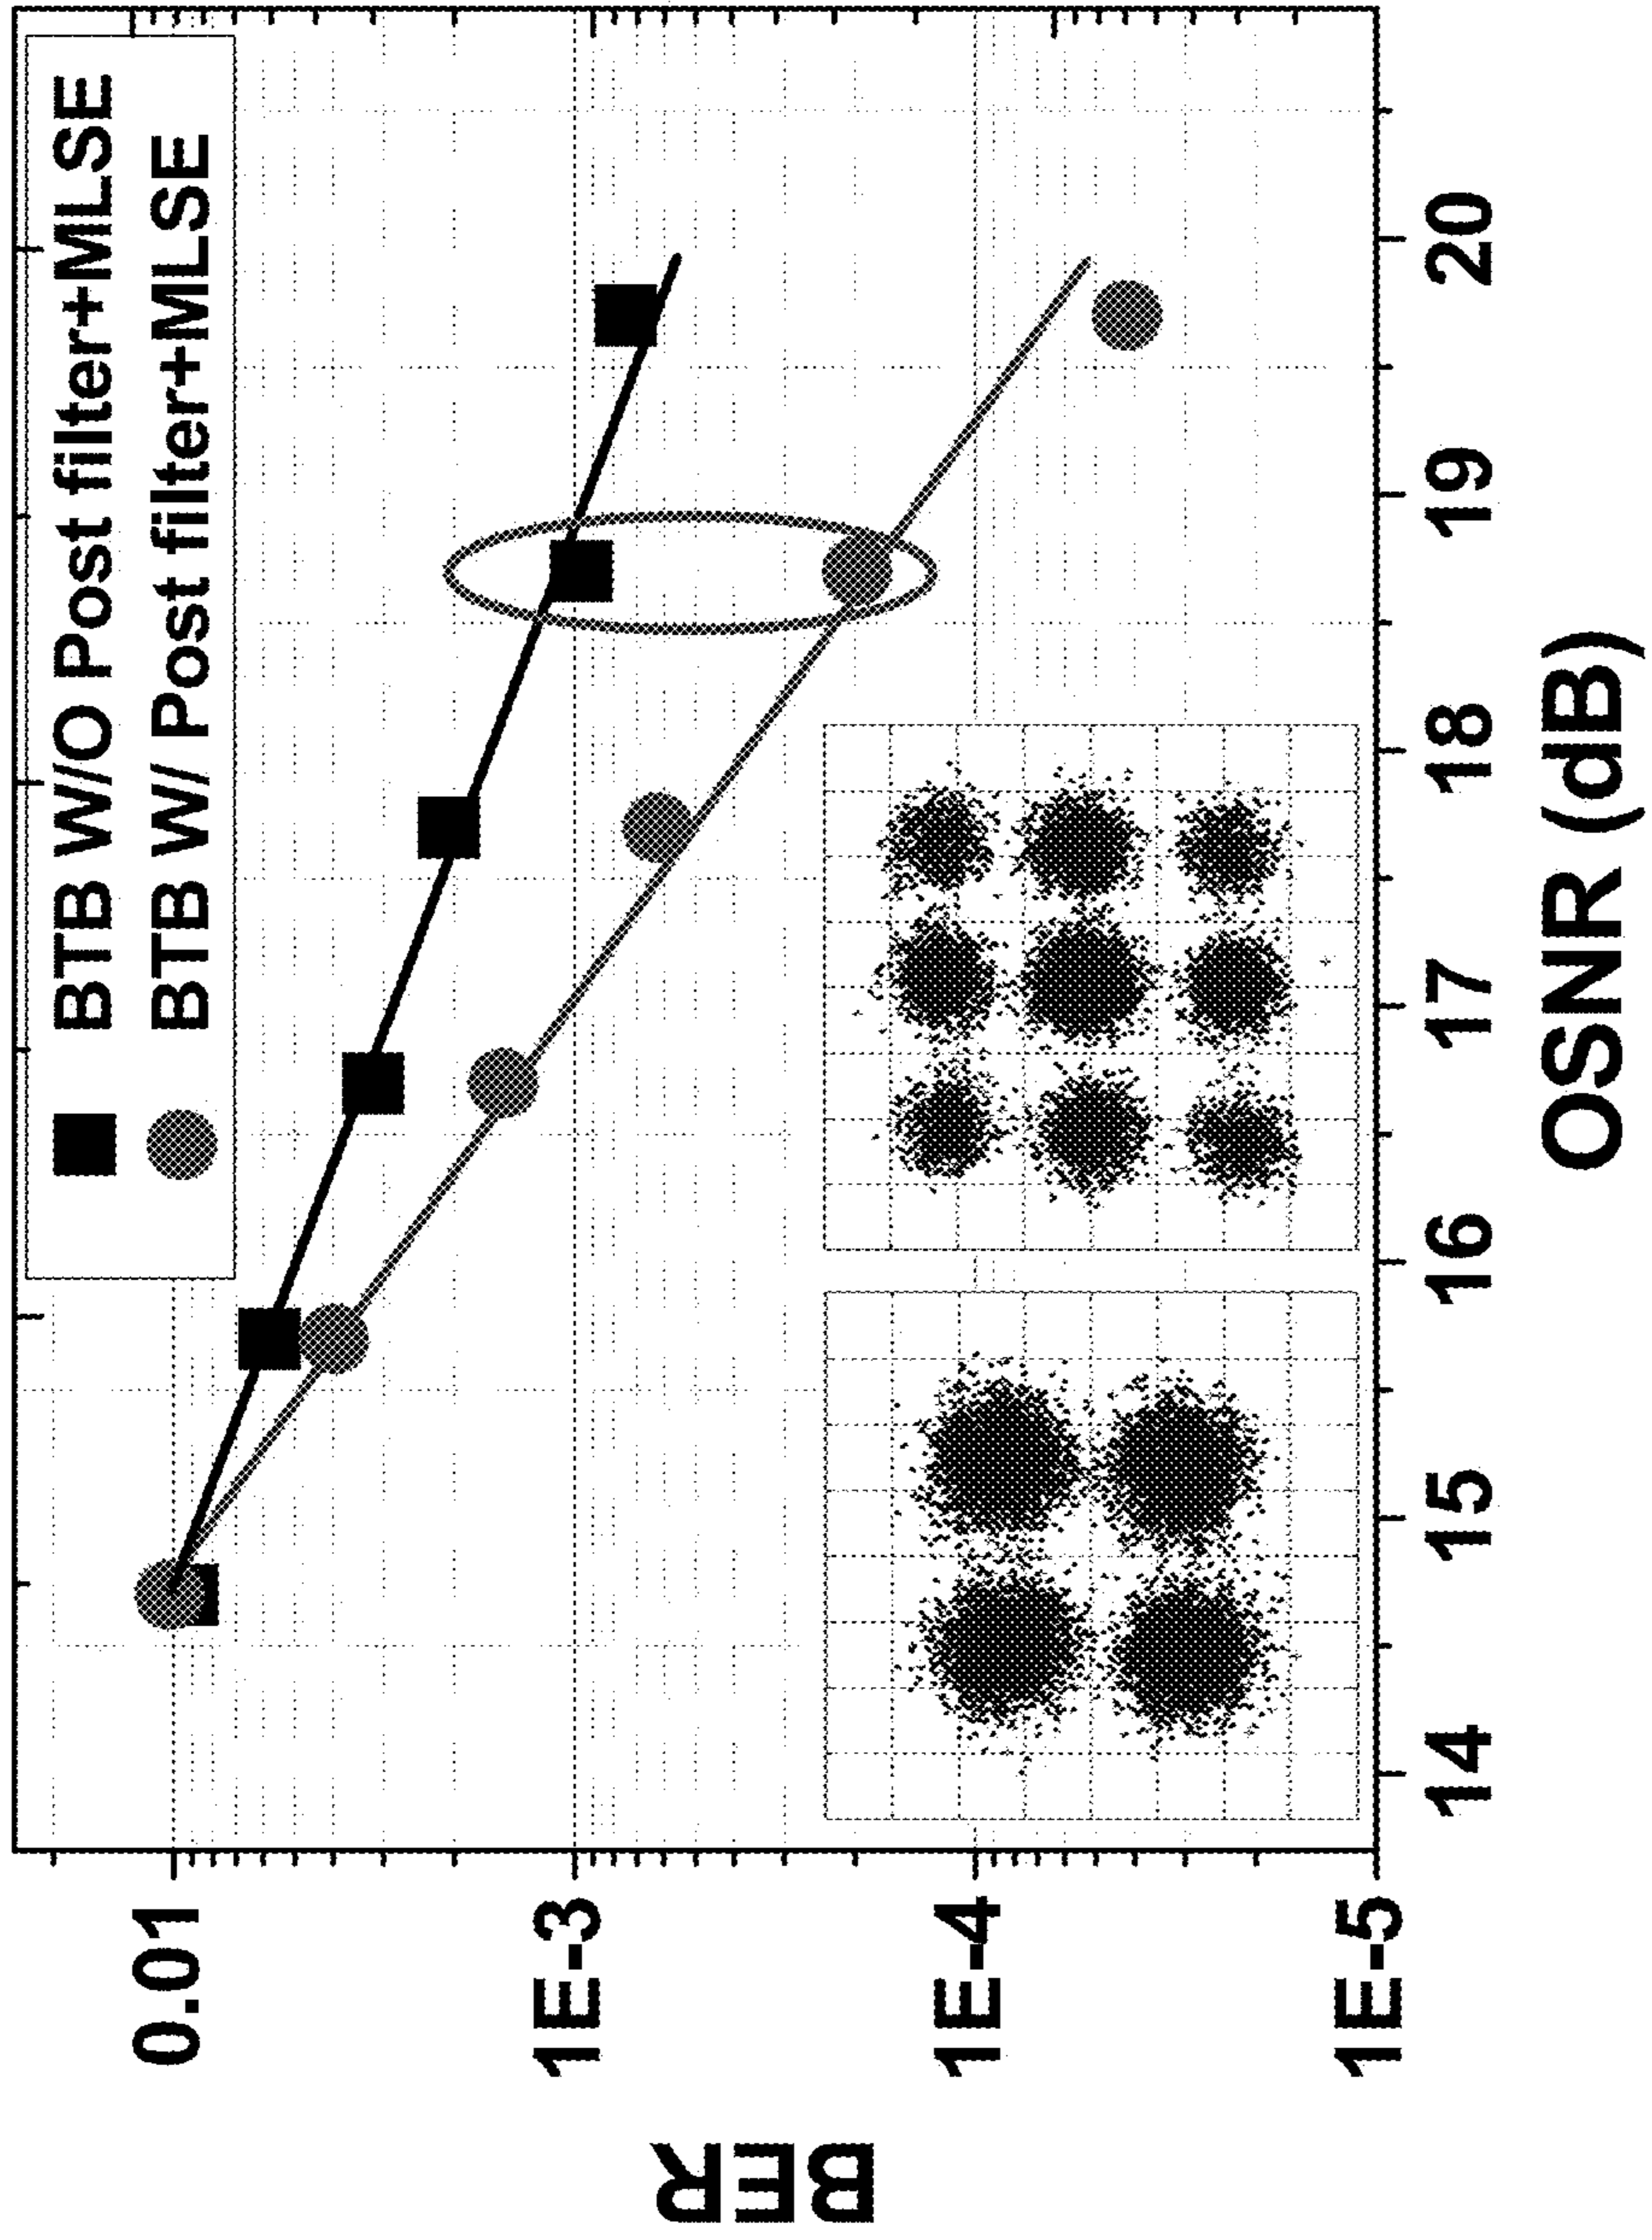 BTB W/O Post filter+MLSE
BTB W/ Post filter+MLSE
0.01
1E-3
1E-4
1E-5
BER
14 15 16 17 18 19 20
OSNR (dB)